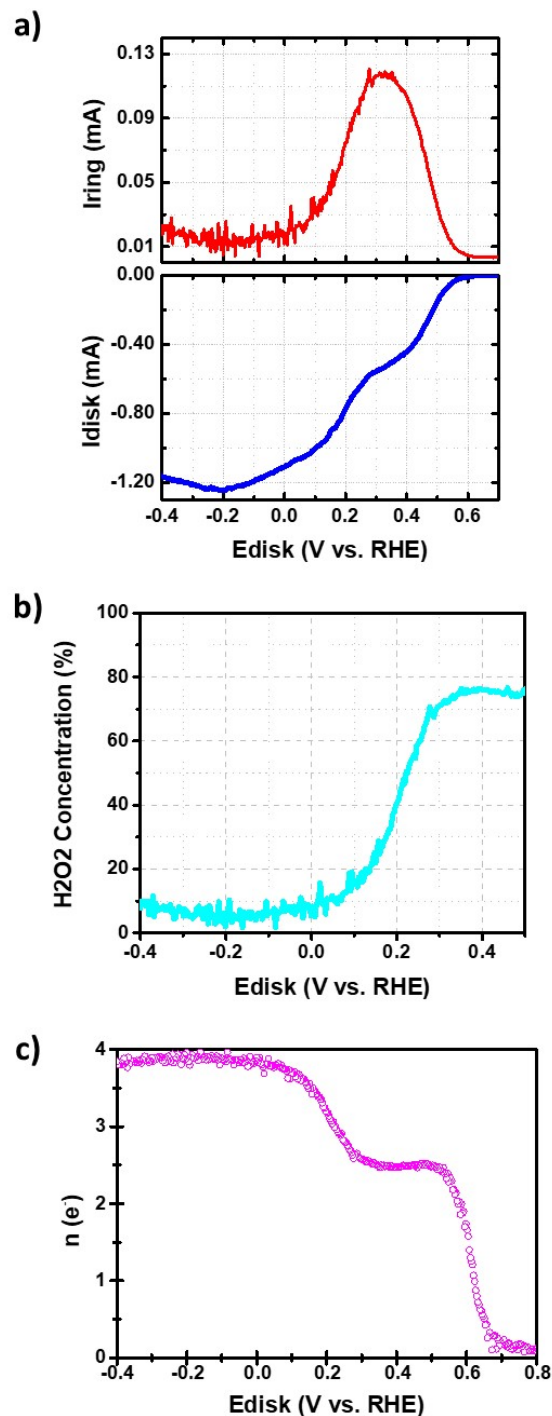 a)
0.13
0.09
0.05
0.01
Iring (mA)
0.00
-0.40
-0.80
-1.20
Idisk (mA)
-0.4 -0.2 0.0 0.2 0.4 0.6
Edisk (V vs. RHE)
b)
100
80
60
40
20
0
H2O2 Concentration (%)
-0.4 -0.2 0.0 0.2 0.4
Edisk (V vs. RHE)
c)
4
3
2
1
0
n (e-)
-0.4 -0.2 0.0 0.2 0.4 0.6 0.8
Edisk (V vs. RHE)